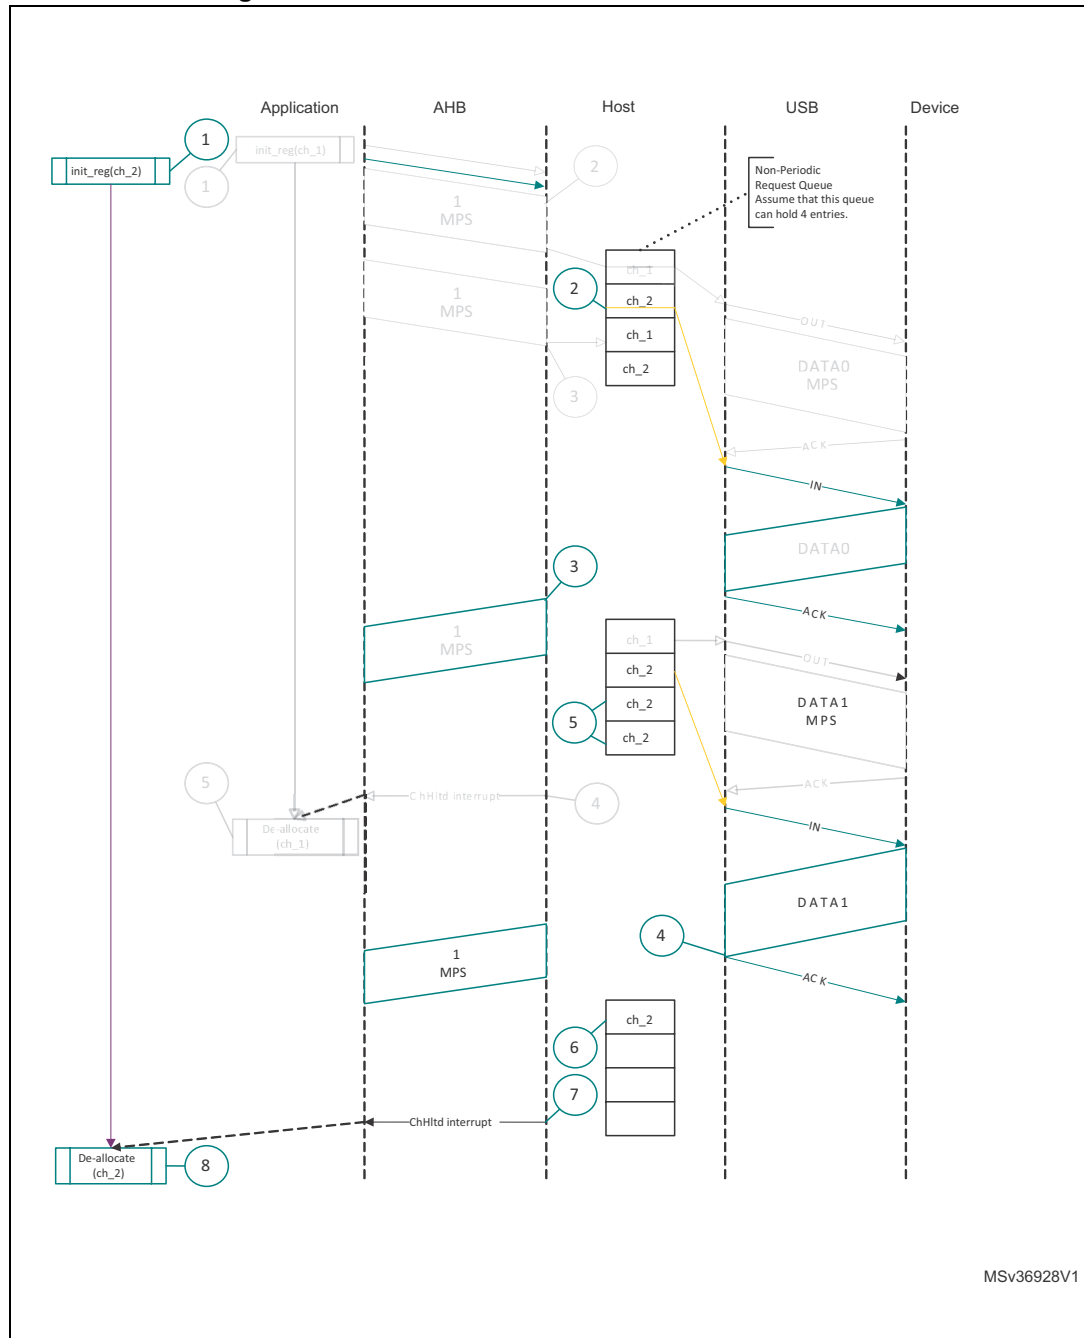 Application
AHB
Host
USB
Device
1
init_reg(ch_1)
init_reg(ch_2)
1
2
Non-Periodic
Request Queue
Assume that this queue
can hold 4 entries.
1
MPS
ch_1
2
ch_2
1
MPS
ch_1
OUT
ch_2
DATA0
MPS
3
ACK
IN
DATA0
3
ACK
1
MPS
ch_1
OUT
ch_2
ch_2
DATA1
MPS
5
ch_2
5
ChHltd interrupt
4
ACK
De-allocate
(ch_1)
IN
DATA1
4
1
MPS
ACK
ch_2
6
7
ChHltd interrupt
De-allocate
(ch_2)
8
MSv36928V1